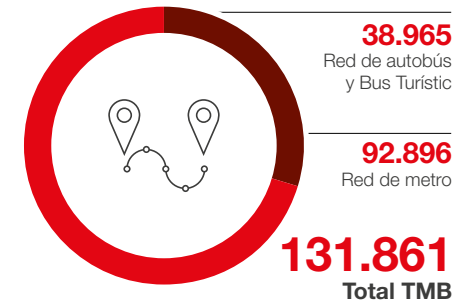 38.965
Red de autobús
y Bus Turístic
92.896
Red de metro
131.861
Total TMB